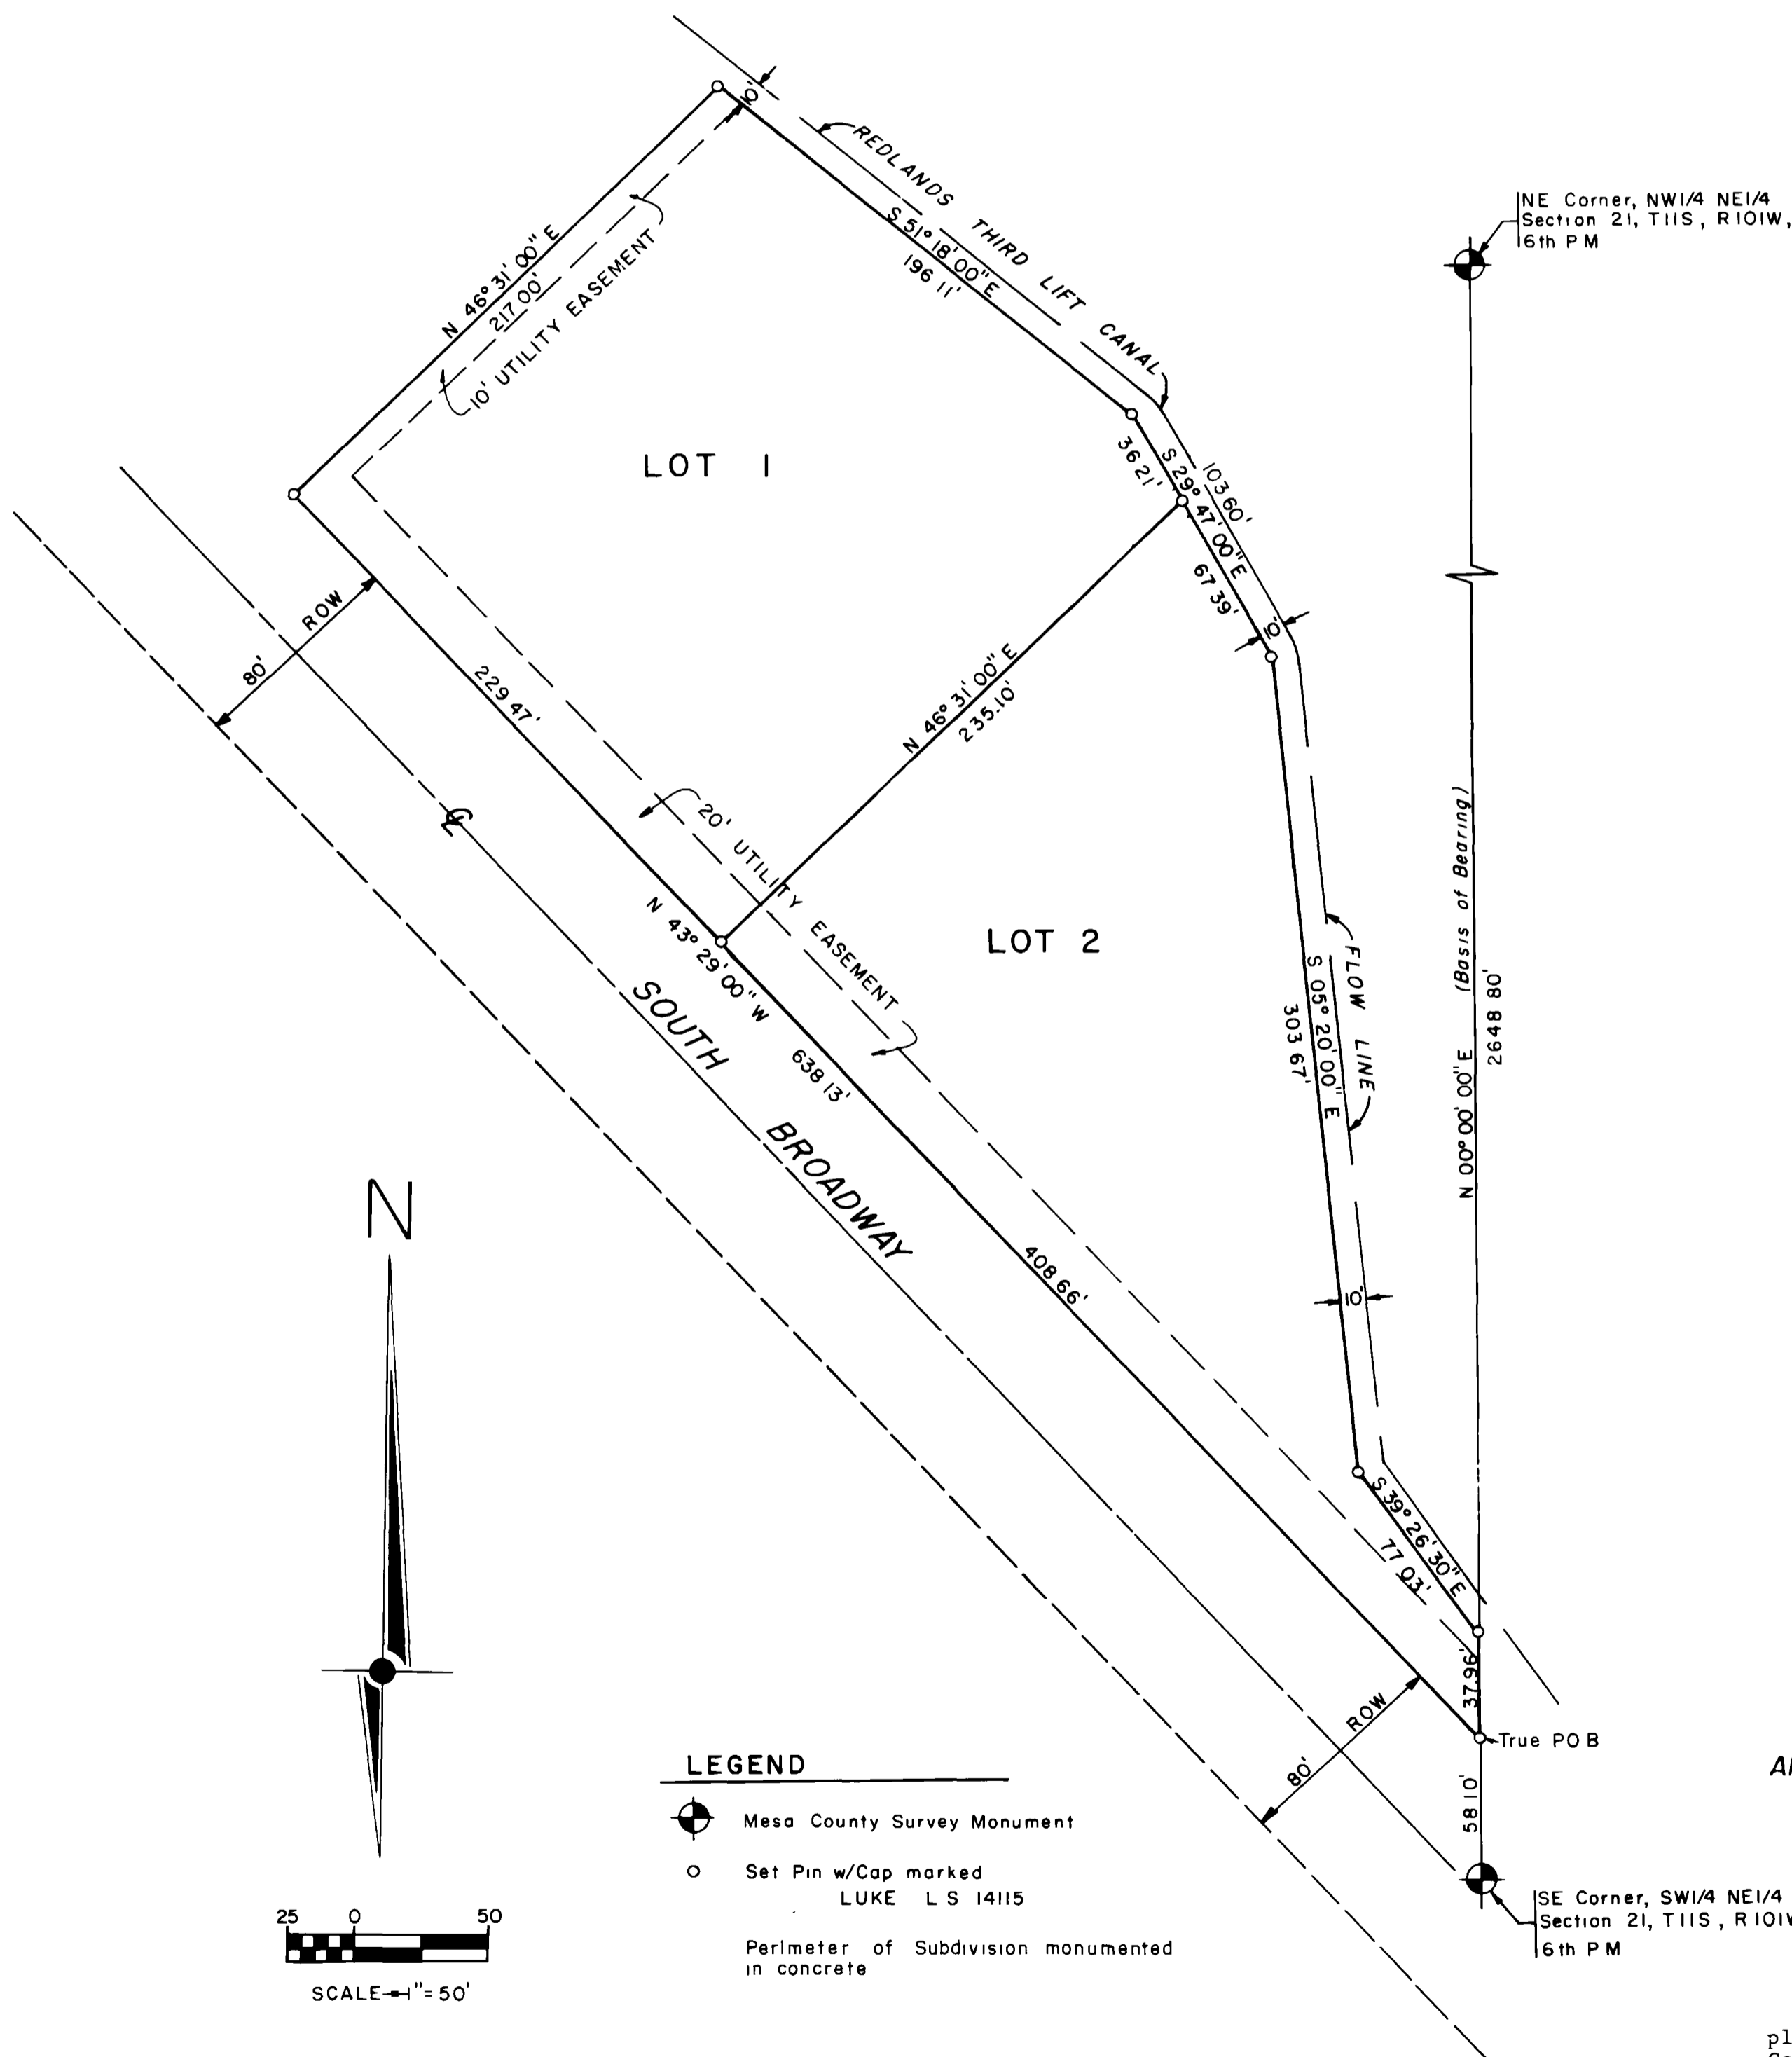 10'
REDLANDS THIRD LIFT CANAL
S 51° 18' 00" E
196 11'
N 46° 31' 00" E
217 00'
10' UTILITY EASEMENT
NE Corner, NW1/4 NE1/4
Section 21, T11S, R101W,
6th P M
LOT 1
36 21'
S 29° 47' 00" E
103 60'
67 39'
10'
ROW
80'
229 47'
N 46° 31' 00" E
235.10'
20' UTILITY EASEMENT
LOT 2
N 43° 29' 00" W
638 13'
SOUTH BROADWAY
408 66'
FLOW LINE
S 05° 20' 00" E
303 67'
N 00° 00' 00" E (Basis of Bearing)
2648 80'
N
10'
S 39° 26' 30" E
77 03'
37.96'
ROW
80'
True P O B
58 10'
LEGEND
Mesa County Survey Monument
Set Pin w/Cap marked
LUKE L S 14115
Perimeter of Subdivision monumented
in concrete
25 0 50
SCALE 1" = 50'
SE Corner, SW1/4 NE1/4
Section 21, T11S, R101W
6th P M
pl